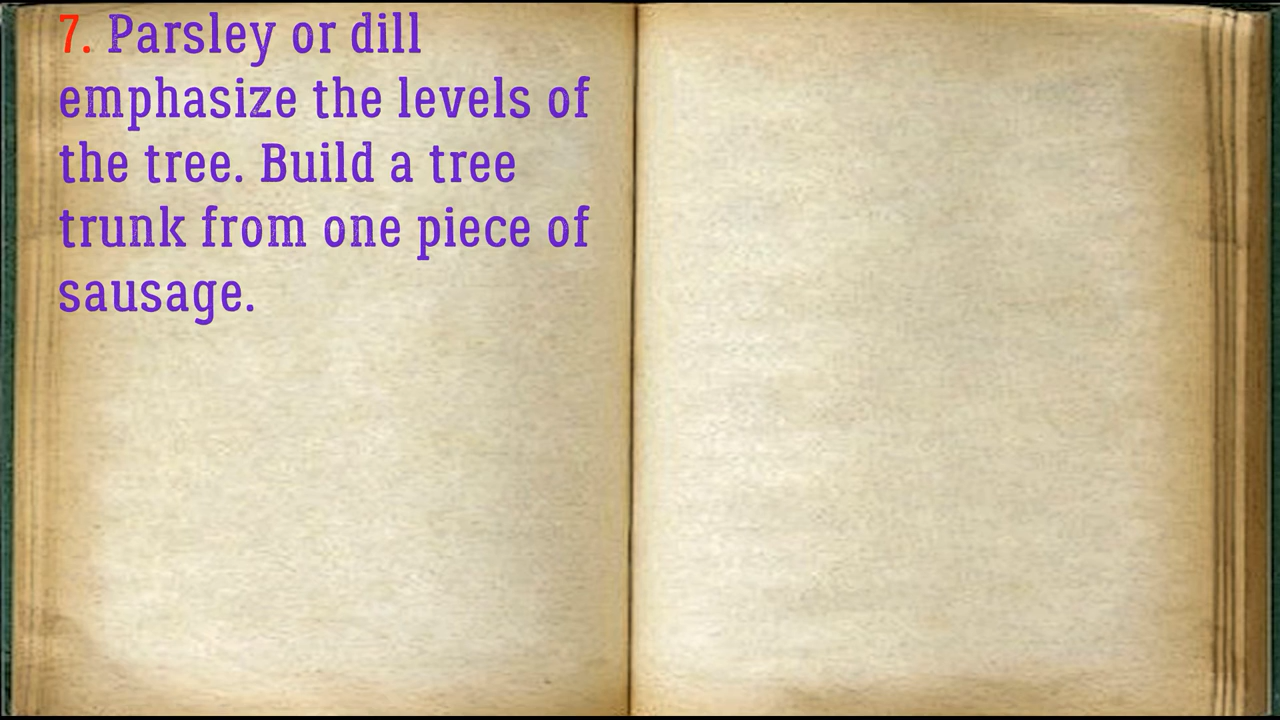 7. Parsley or dill
emphasize the levels of
the tree. Build a tree
trunk from one piece of
sausage.